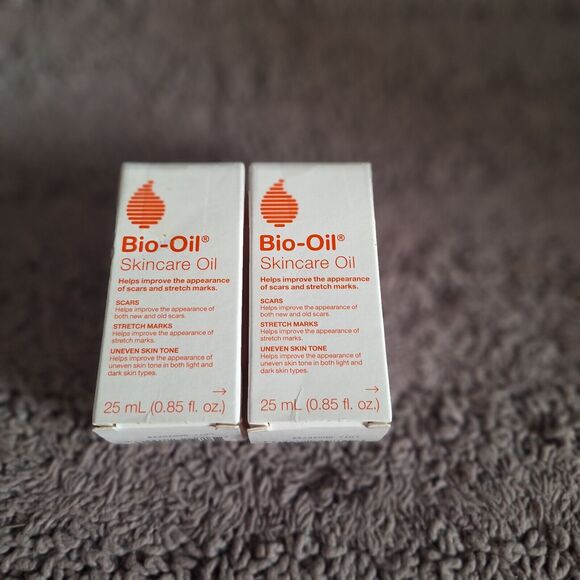 Bio-Oil®
Skincare Oil
Helps improve the appearance
of scars and stretch marks.
SCARS
Helps improve the appearance of
both new and old scars.
STRETCH MARKS
Helps improve the appearance of
stretch marks.
UNEVEN SKIN TONE
Helps improve the appearance of
uneven skin tone in both light and
dark skin types.
25 mL (0.85 fl. oz.)
Bio-Oil®
Skincare Oil
Helps improve the appearance
of scars and stretch marks.
SCARS
Helps improve the appearance of
both new and old scars.
STRETCH MARKS
Helps improve the appearance of
stretch marks.
UNEVEN SKIN TONE
Helps improve the appearance of
uneven skin tone in both light and
dark skin types.
25 mL (0.85 fl. oz.)